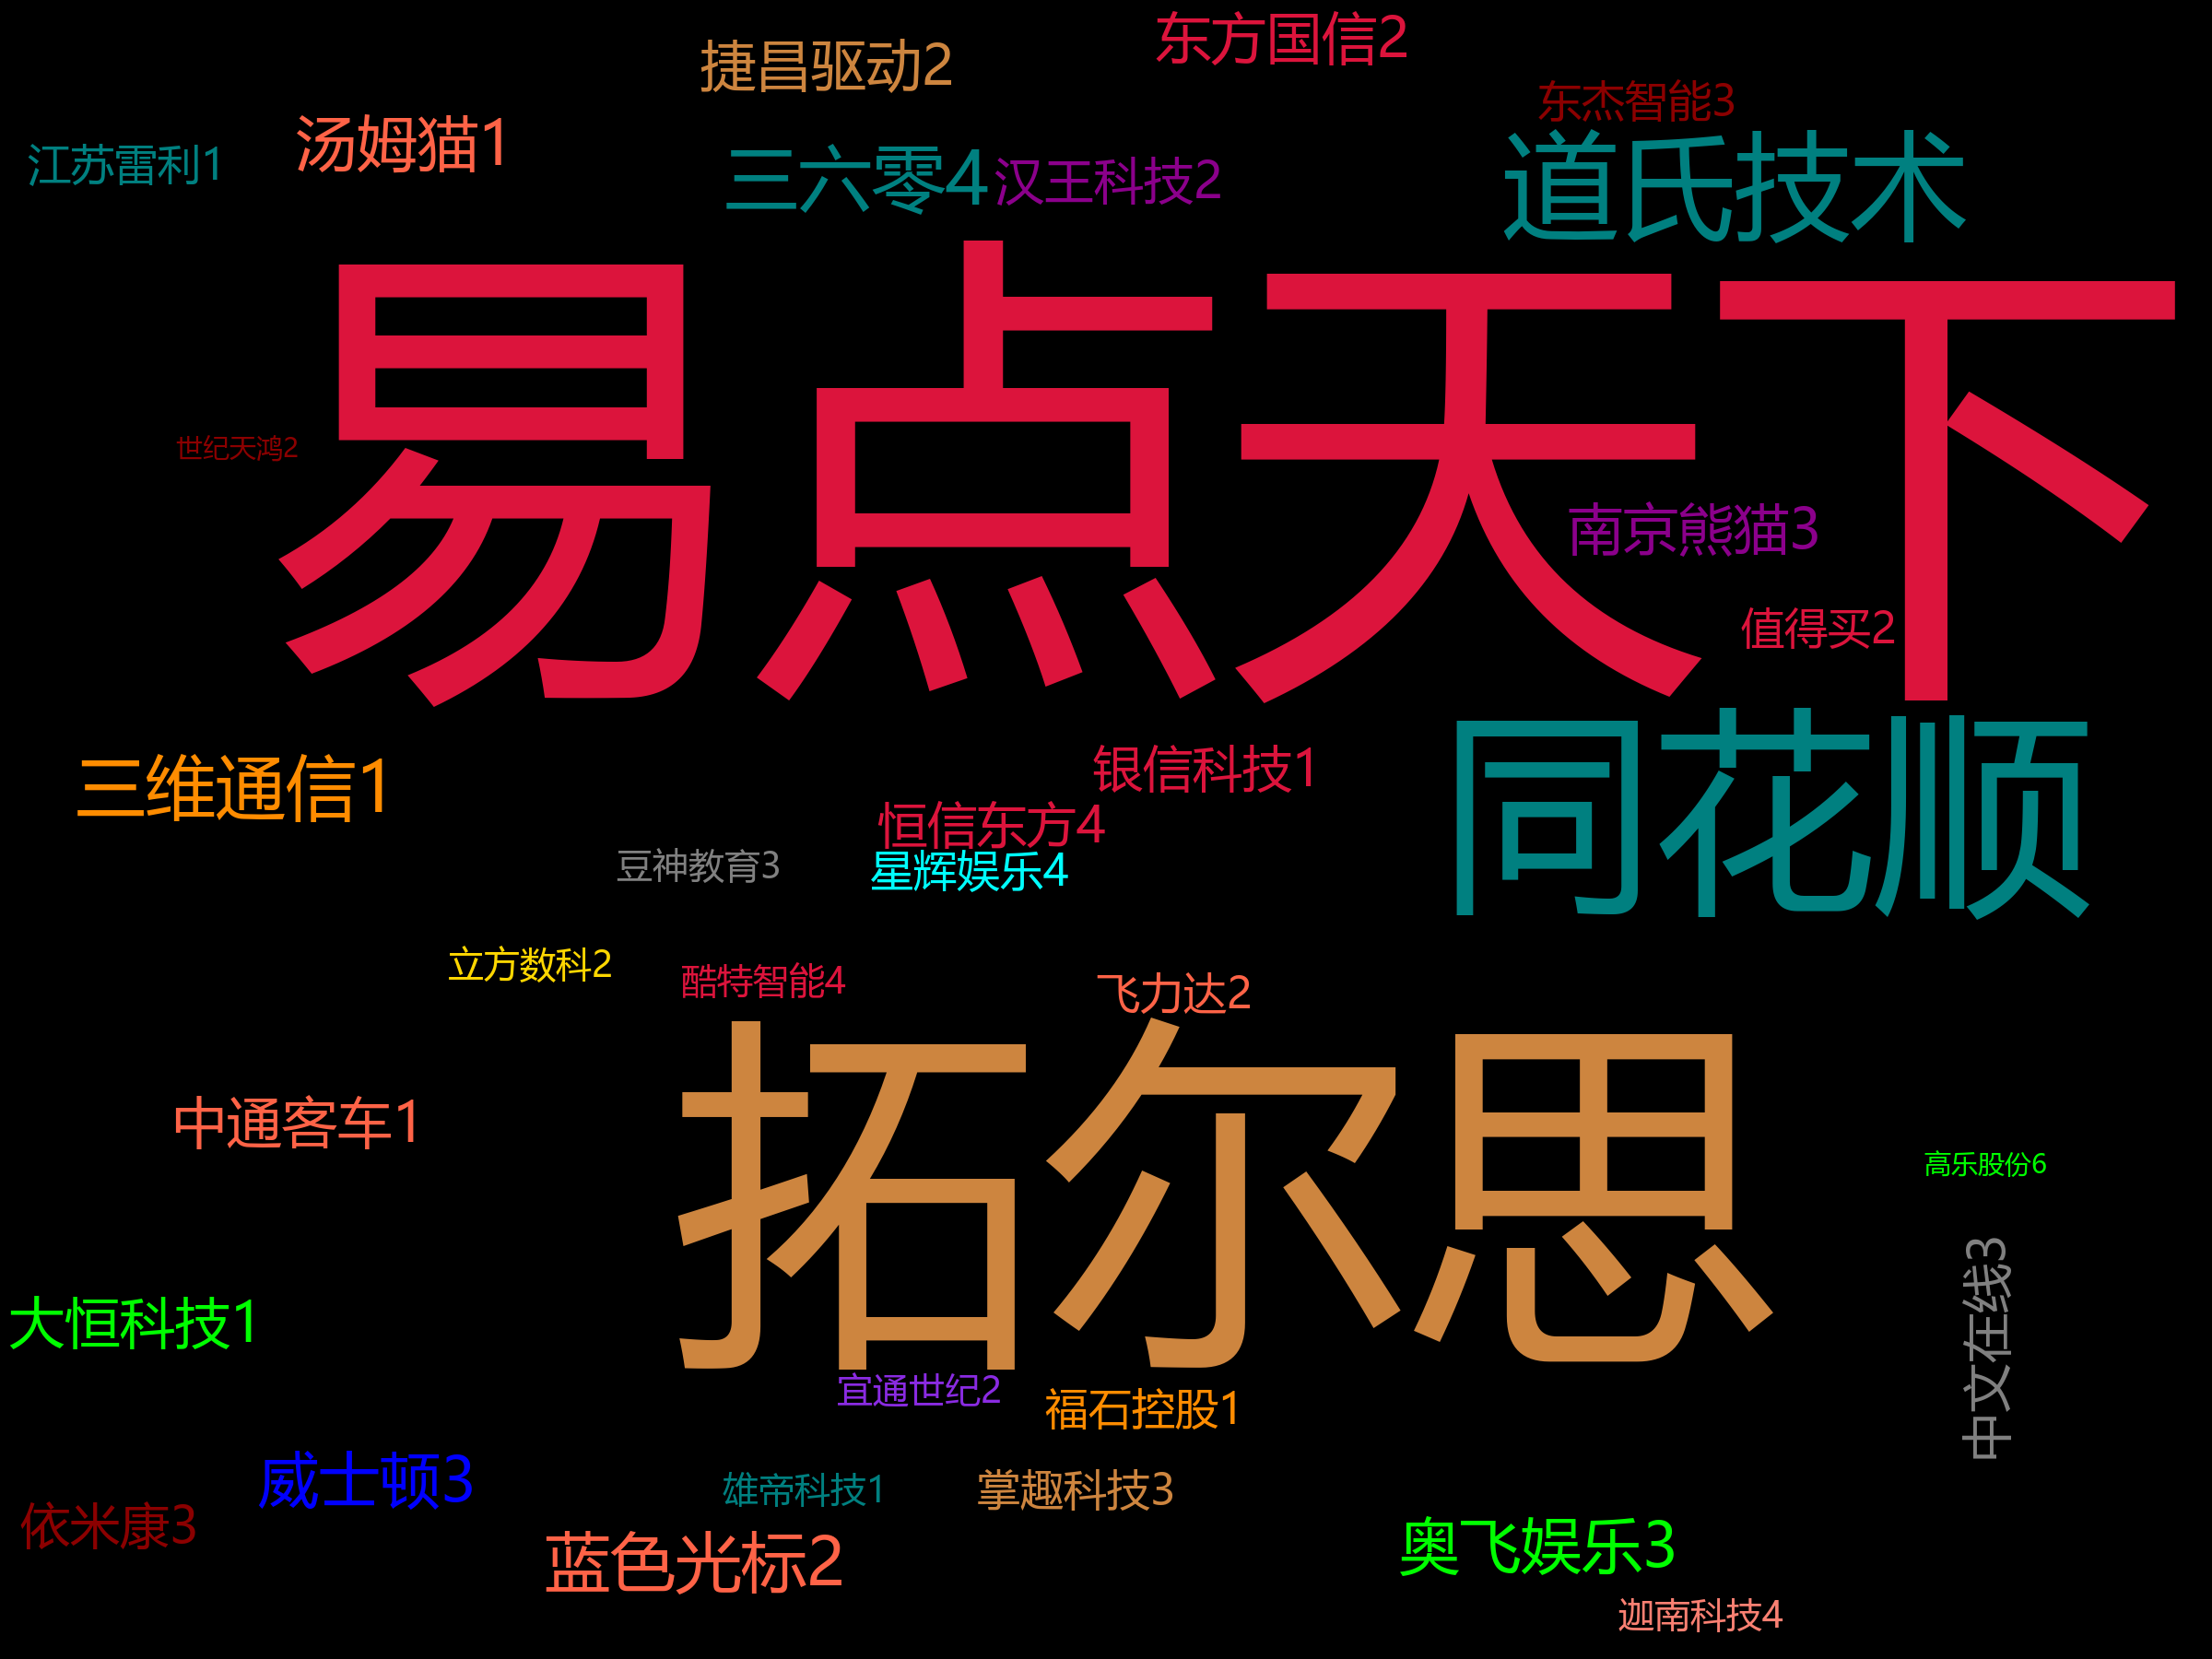 东方国信2
捷昌驱动2
东杰智能3
汤姆猫1
江苏雷利1
三六零4
汉王科技2
道氏技术
易点天下
世纪天鸿2
南京熊猫3
值得买2
银信科技1
三维通信1
同花顺
恒信东方4
豆神教育3
星辉娱乐4
立方数科2
酷特智能4
飞力达2
中通客车1
拓尔思
高乐股份6
大恒科技1
中文在线3
宜通世纪2
福石控股1
威士顿3
雄帝科技1
掌趣科技3
依米康3
蓝色光标2
奥飞娱乐3
迦南科技4